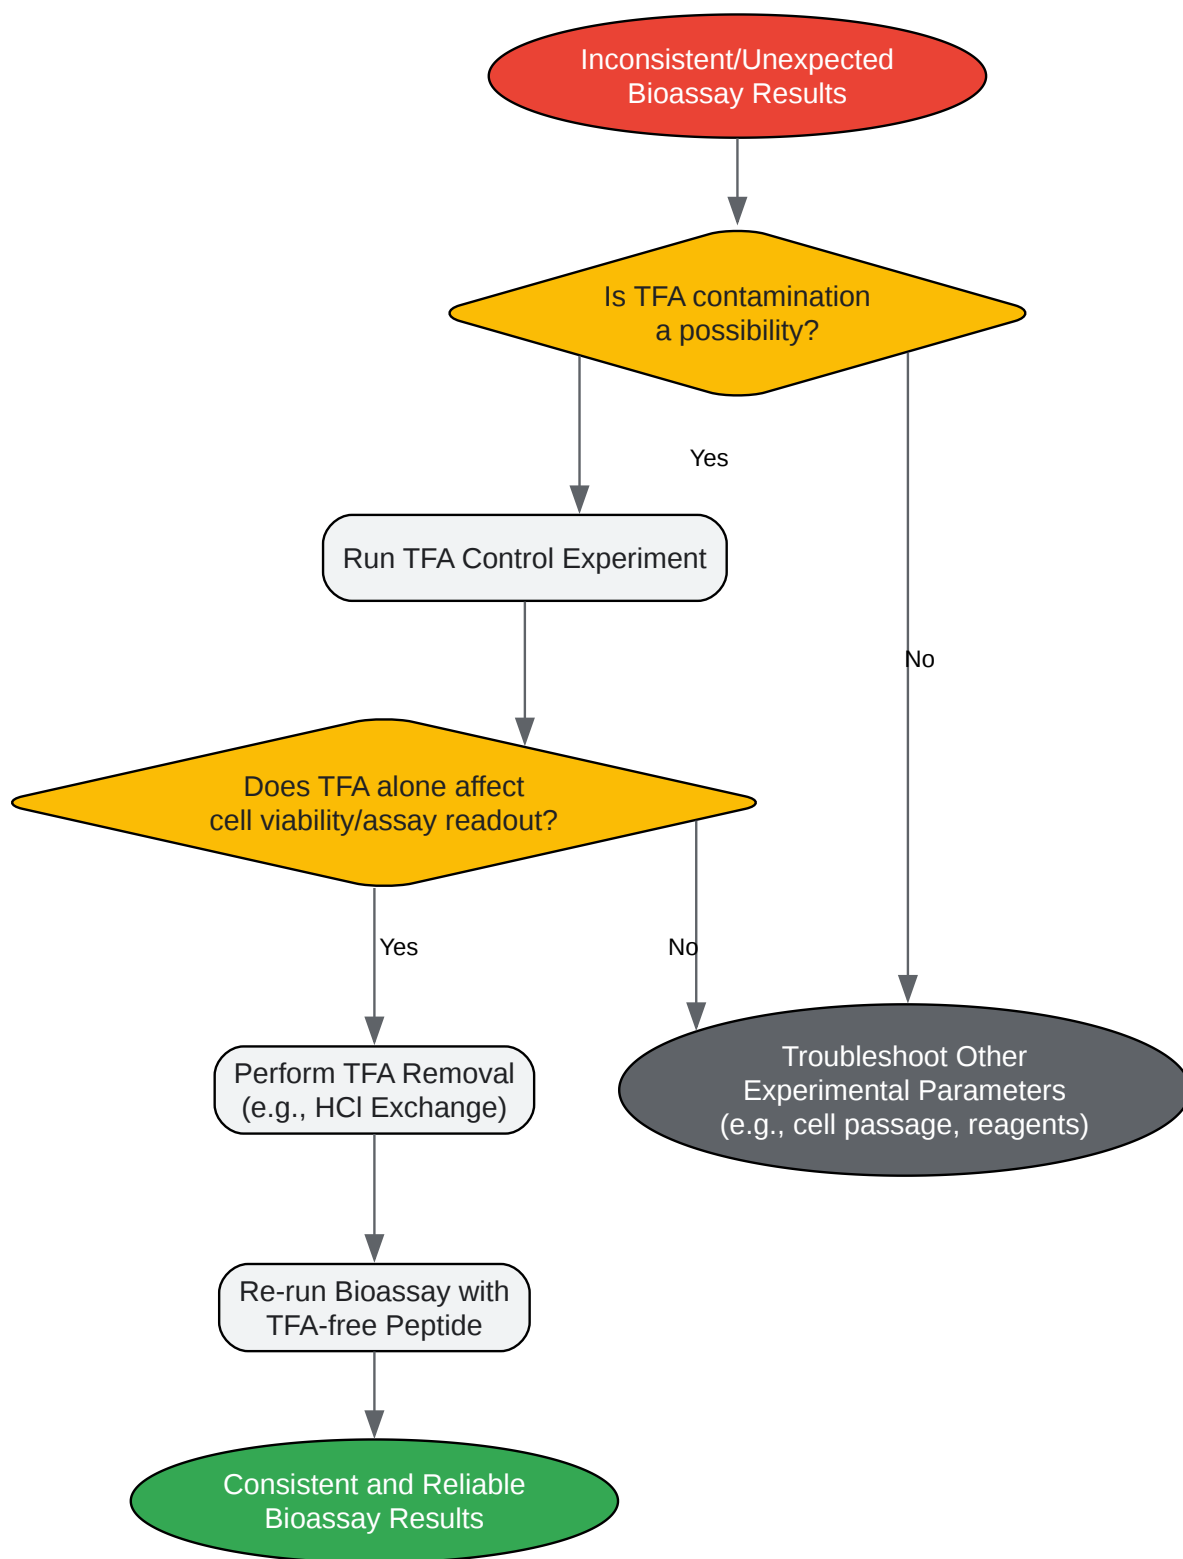 Inconsistent/Unexpected
Bioassay Results
Is TFA contamination
a possibility?
Yes
Run TFA Control Experiment
No
Does TFA alone affect
cell viability/assay readout?
Yes
No
Perform TFA Removal
(e.g., HCl Exchange)
Troubleshoot Other
Experimental Parameters
(e.g., cell passage, reagents)
Re-run Bioassay with
TFA-free Peptide
Consistent and Reliable
Bioassay Results